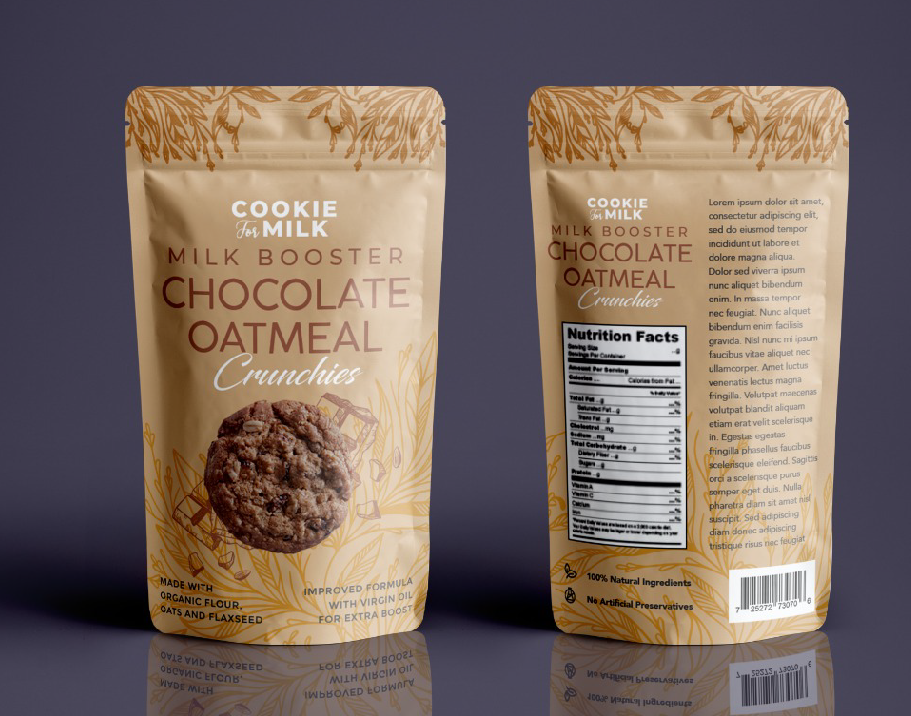 COOKIE
For MILK
MILK BOOSTER
CHOCOLATE
OATMEAL
Crunchies
MADE WITH
ORGANIC FLOUR,
OATS AND FLAXSEED
IMPROVED FORMULA
WITH VIRGIN OIL
FOR EXTRA BOOST
COOKIE
For MILK
MILK BOOSTER
CHOCOLATE
OATMEAL
Crunchies
Nutrition Facts
Serving Size ...g
Servings Per Container
Amount Per Serving
Calories ... Calories from Fat ...
% Daily Value*
Total Fat ...g ...%
Saturated Fat ...g ...%
Trans Fat ...g
Cholestrol ...mg ...%
Sodium ...mg ...%
Total Carbohydrate ...g ...%
Dietary Fiber ...g ...%
Sugars ...g
Protein ...g
Vitamin A ...%
Vitamin C ...%
Calcium ...%
Iron ...%
100% Natural Ingredients
No Artificial Preservatives
Lorem ipsum dolor sit amet,
consectetur adipiscing elit,
sed do eiusmod tempor
incididunt ut labore et
dolore magna aliqua.
Dolor sed viverra ipsum
nunc aliquet bibendum
enim. In massa tempor
nec feugiat. Nunc aliquet
bibendum enim facilisis
gravida. Nisl nunc mi ipsum
faucibus vitae aliquet nec
ullamcorper. Amet luctus
venenatis lectus magna
fringilla. Volutpat maecenas
volutpat blandit aliquam
etiam erat velit scelerisque
in. Egestas egestas
fringilla phasellus faucibus
scelerisque eleifend. Sagittis
orci a scelerisque purus
semper eget duis. Nulla
pharetra diam sit amet nisl
suscipit. Sed adipiscing
diam donec adipiscing
tristique risus nec feugiat
7 25272 73070 6